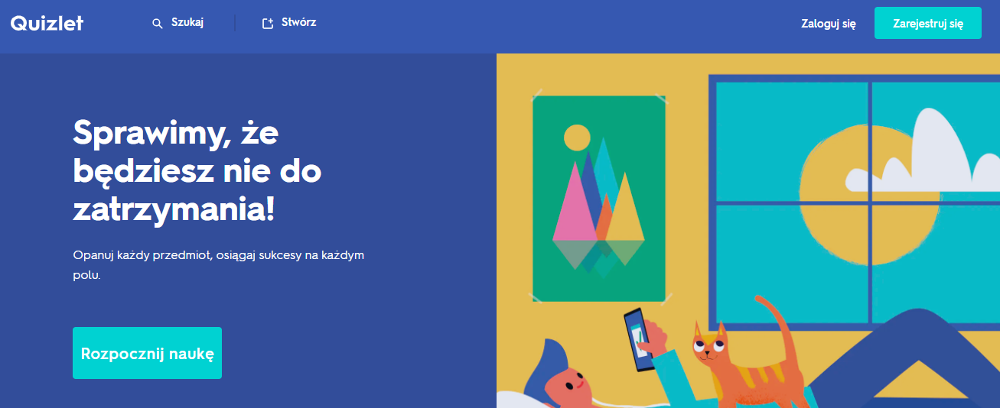 Quizlet
Szukaj
Stwórz
Zaloguj się
Zarejestruj się
Sprawimy, że
będziesz nie do
zatrzymania!
Opanuj każdy przedmiot, osiągaj sukcesy na każdym
polu.
Rozpocznij naukę